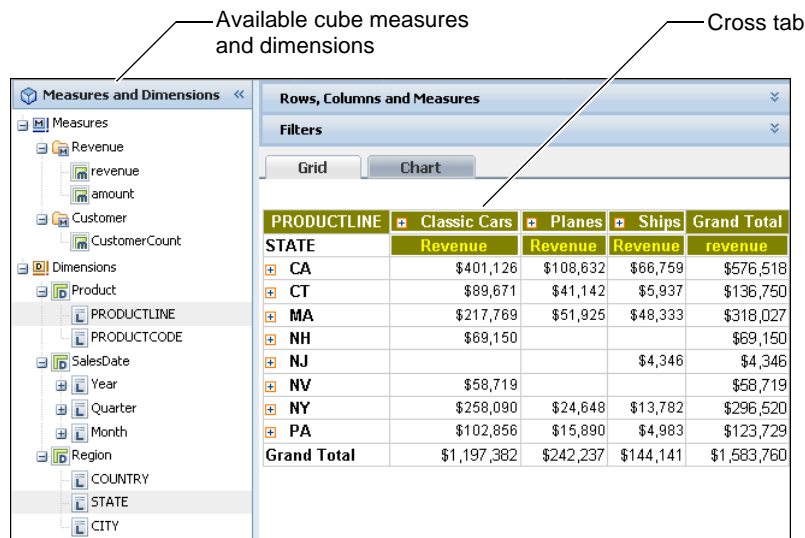 Available cube measures
and dimensions
Cross tab
Measures and Dimensions «
Measures
Revenue
revenue
amount
Customer
CustomerCount
Dimensions
Product
PRODUCTLINE
PRODUCTCODE
SalesDate
Year
Quarter
Month
Region
COUNTRY
STATE
CITY
Rows, Columns and Measures
Filters
Grid Chart
PRODUCTLINE Classic Cars Planes Ships Grand Total
STATE Revenue Revenue Revenue revenue
CA $401,126 $108,632 $66,759 $576,518
CT $89,671 $41,142 $5,937 $136,750
MA $217,769 $51,925 $48,333 $318,027
NH $69,150 $69,150
NJ $4,346 $4,346
NV $58,719 $58,719
NY $258,090 $24,648 $13,782 $296,520
PA $102,856 $15,890 $4,983 $123,729
Grand Total $1,197,382 $242,237 $144,141 $1,583,760